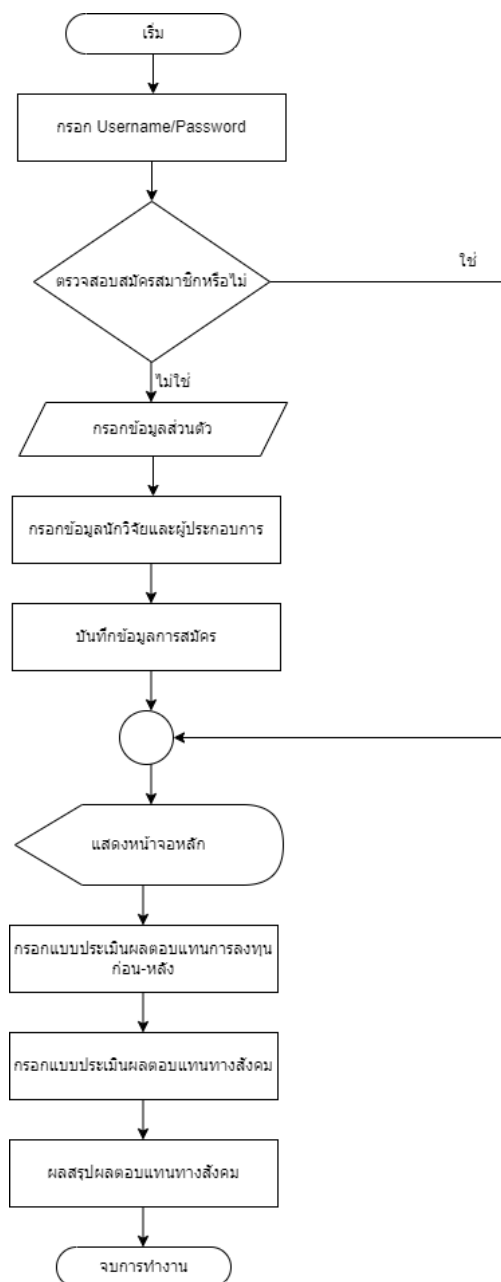 เริ่ม
กรอก Username/Password
ตรวจสอบสมัครสมาชิกหรือไม่
ใช่
ไม่ใช่
กรอกข้อมูลส่วนตัว
กรอกข้อมูลนักวิจัยและผู้ประกอบการ
บันทึกข้อมูลการสมัคร
แสดงหน้าจอหลัก
กรอกแบบประเมินผลตอบแทนการลงทุน
ก่อน-หลัง
กรอกแบบประเมินผลตอบแทนทางสังคม
ผลสรุปผลตอบแทนทางสังคม
จบการทำงาน